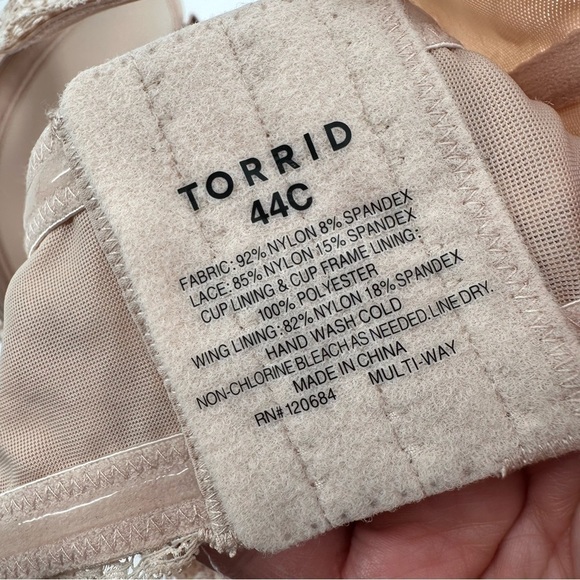 TORRID
44C
FABRIC: 92% NYLON 8% SPANDEX
LACE: 85% NYLON 15% SPANDEX
CUP LINING & CUP FRAME LINING:
100% POLYESTER
WING LINING: 82% NYLON 18% SPANDEX
HAND WASH COLD
NON-CHLORINE BLEACH AS NEEDED. LINE DRY.
MADE IN CHINA
RN# 120684 MULTI-WAY